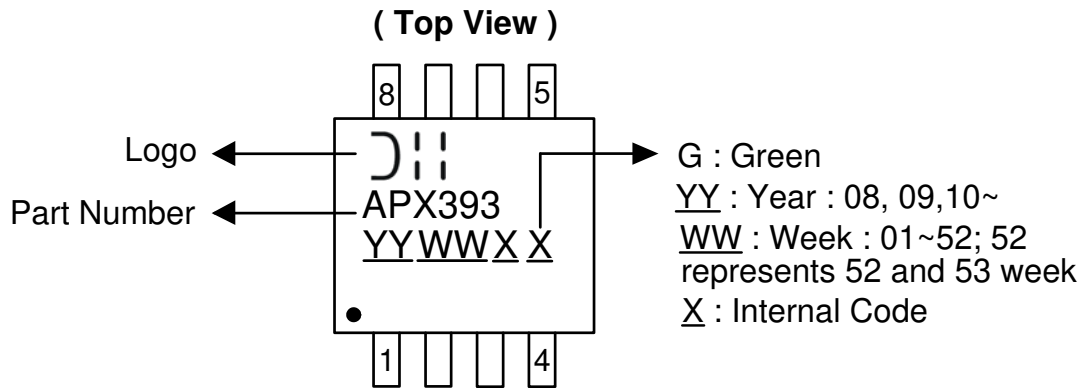 ( Top View )
8 5
Logo
Part Number
APX393
YY WW X X
1 4
G : Green
YY : Year : 08, 09,10~
WW : Week : 01~52; 52
represents 52 and 53 week
X : Internal Code